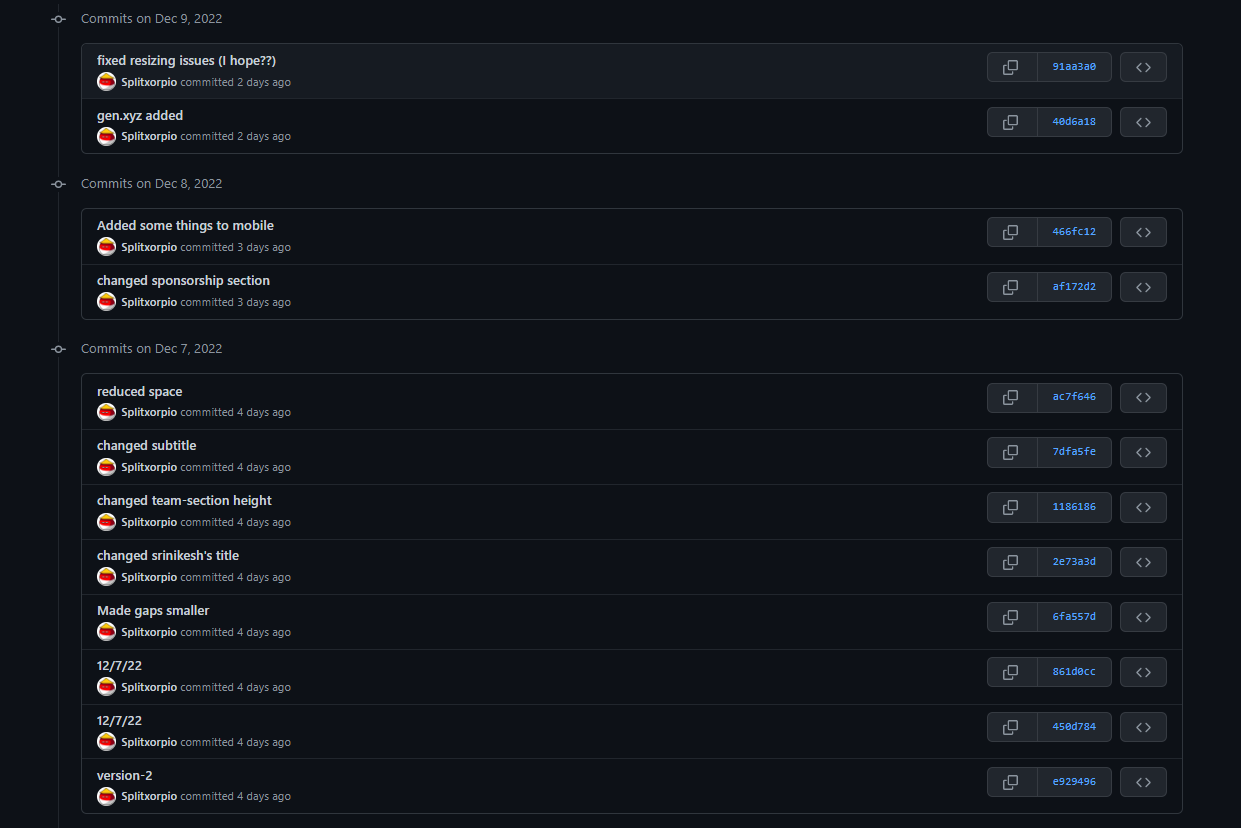 Commits on Dec 9, 2022
fixed resizing issues (I hope??)
91aa3a0
Splitxorpio committed 2 days ago
gen.xyz added
40d6a18
Splitxorpio committed 2 days ago
Commits on Dec 8, 2022
Added some things to mobile
466fc12
Splitxorpio committed 3 days ago
changed sponsorship section
af172d2
Splitxorpio committed 3 days ago
Commits on Dec 7, 2022
reduced space
ac7f646
Splitxorpio committed 4 days ago
changed subtitle
7dfa5fe
Splitxorpio committed 4 days ago
changed team-section height
1186186
Splitxorpio committed 4 days ago
changed srinikesh's title
2e73a3d
Splitxorpio committed 4 days ago
Made gaps smaller
6fa557d
Splitxorpio committed 4 days ago
12/7/22
861d0cc
Splitxorpio committed 4 days ago
12/7/22
450d784
Splitxorpio committed 4 days ago
version-2
e929496
Splitxorpio committed 4 days ago